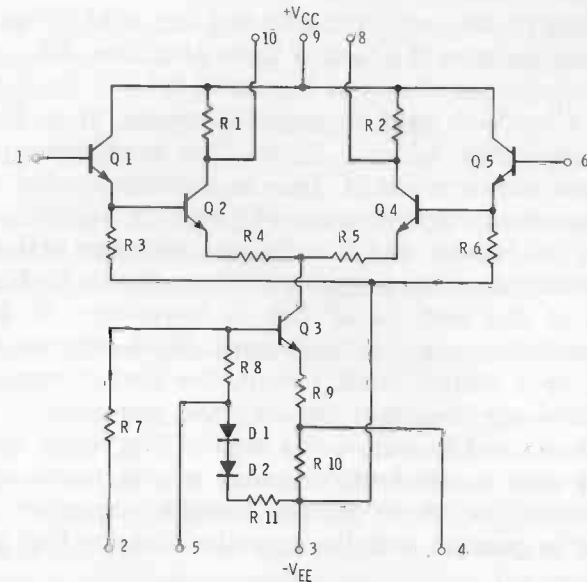 +VCC
10 9 8
R1 R2
1 Q1 Q5 6
Q2 Q4
R3 R4 R5 R6
Q3
R8
R9
R7
D1
D2 R10
R11
2 5 3 4
-VEE